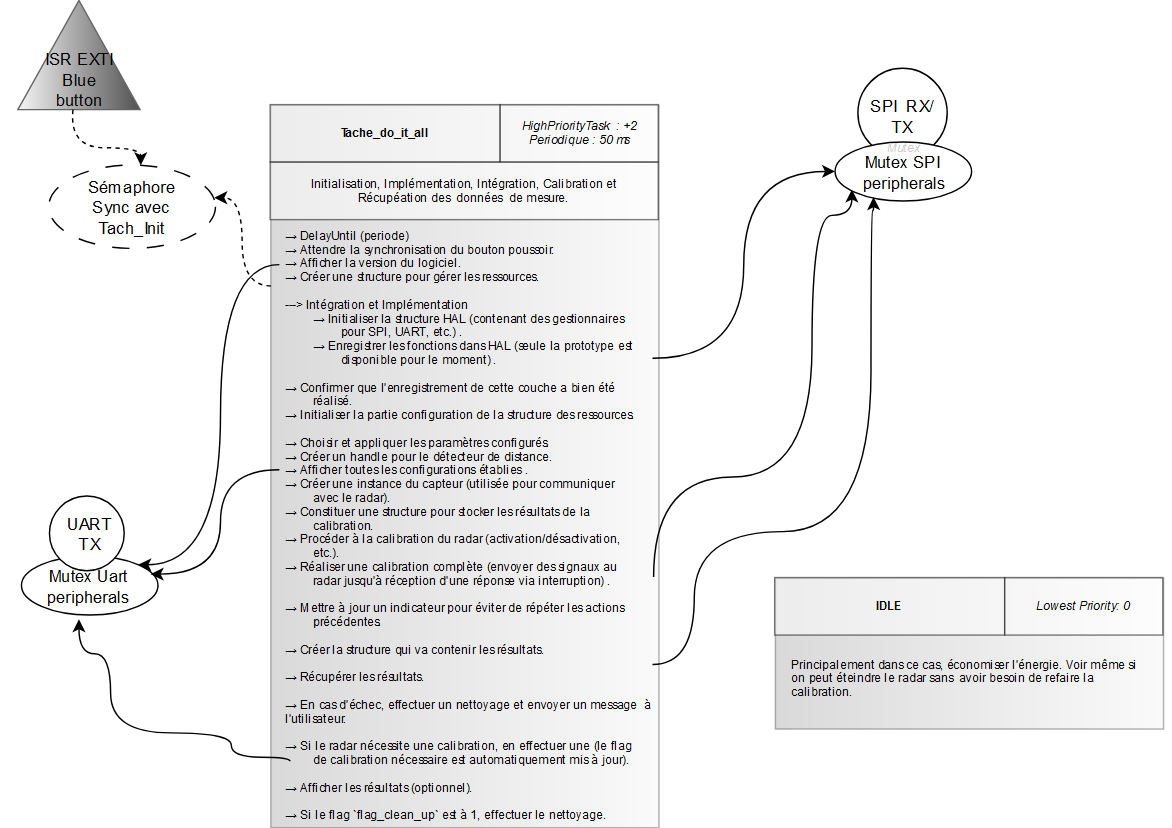 ISR EXTI
Blue
button
Sémaphore
Sync avec
Tach_Init
Tache_do_it_all
HighPriorityTask : +2
Periodique : 50 ms
Initialisation, Implémentation, Intégration, Calibration et
Récupéation des données de mesure.
→ DelayUntil (periode)
→ Attendre la synchronisation du bouton poussoir.
→ Afficher la version du logiciel.
→ Créer une structure pour gérer les ressources.
---> Intégration et Implémentation
→ Initialiser la structure HAL (contenant des gestionnaires
pour SPI, UART, etc.) .
→ Enregistrer les fonctions dans HAL (seule la prototype est
disponible pour le moment) .
→ Confirmer que l'enregistrement de cette couche a bien été
réalisé.
→ Initialiser la partie configuration de la structure des ressources.
→ Choisir et appliquer les paramètres configurés.
→ Créer un handle pour le détecteur de distance.
→ Afficher toutes les configurations établies .
→ Créer une instance du capteur (utilisée pour communiquer
avec le radar).
→ Constituer une structure pour stocker les résultats de la
calibration.
→ Procéder à la calibration du radar (activation/désactivation,
etc.).
→ Réaliser une calibration complète (envoyer des signaux au
radar jusqu'à réception d'une réponse via interruption) .
→ Mettre à jour un indicateur pour éviter de répéter les actions
précédentes.
→ Créer la structure qui va contenir les résultats.
→ Récupérer les résultats.
→ En cas d'échec, effectuer un nettoyage et envoyer un message à
l'utilisateur.
→ Si le radar nécessite une calibration, en effectuer une (le flag
de calibration nécessaire est automatiquement mis à jour).
→ Afficher les résultats (optionnel).
→ Si le flag `flag_clean_up` est à 1, effectuer le nettoyage.
UART
TX
Mutex Uart
peripherals
SPI RX/
TX
Mutex
Mutex SPI
peripherals
IDLE
Lowest Priority: 0
Principalement dans ce cas, économiser l'énergie. Voir même si
on peut éteindre le radar sans avoir besoin de refaire la
calibration.